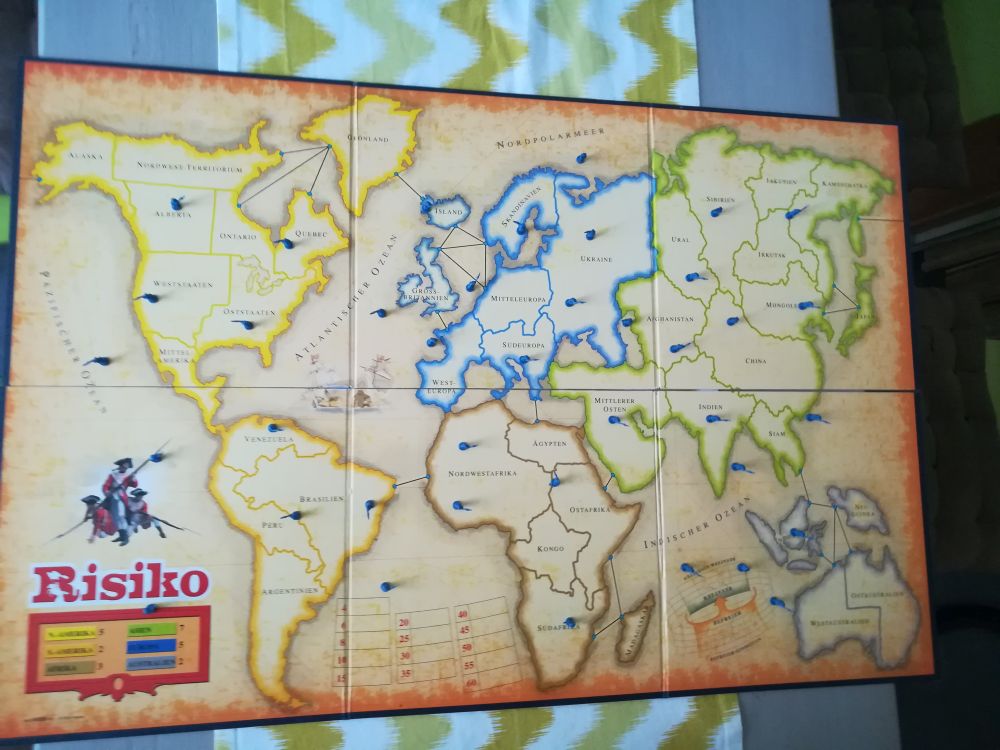 NORDPOLARMEER
GRÖNLAND
ALASKA
NORDWEST-TERRITORIUM
ALBERTA
ONTARIO
QUEBEC
WESTSTAATEN
OSTSTAATEN
MITTEL-
AMERIKA
PAZIFISCHER OZEAN
ATLANTISCHER OZEAN
ISLAND
SKANDINAVIEN
UKRAINE
GROSS-
BRITANNIEN
MITTELEUROPA
SÜDEUROPA
WEST-
EUROPA
URAL
SIBIRIEN
JAKUTIEN
KAMTSCHATKA
IRKUTSK
MONGOLEI
JAPAN
AFGHANISTAN
CHINA
MITTLERER
OSTEN
INDIEN
SIAM
VENEZUELA
BRASILIEN
PERU
ARGENTINIEN
NORDWESTAFRIKA
ÄGYPTEN
OSTAFRIKA
KONGO
SÜDAFRIKA
MADAGASKAR
INDISCHER OZEAN
NEU-
GUINEA
OSTAUSTRALIEN
WESTAUSTRALIEN
RISIKO
N.-AMERIKA 5
S.-AMERIKA 2
AFRIKA 3
ASIEN 7
EUROPA 5
AUSTRALIEN 2
4
6
8
10
15
20
25
30
35
40
45
50
55
60